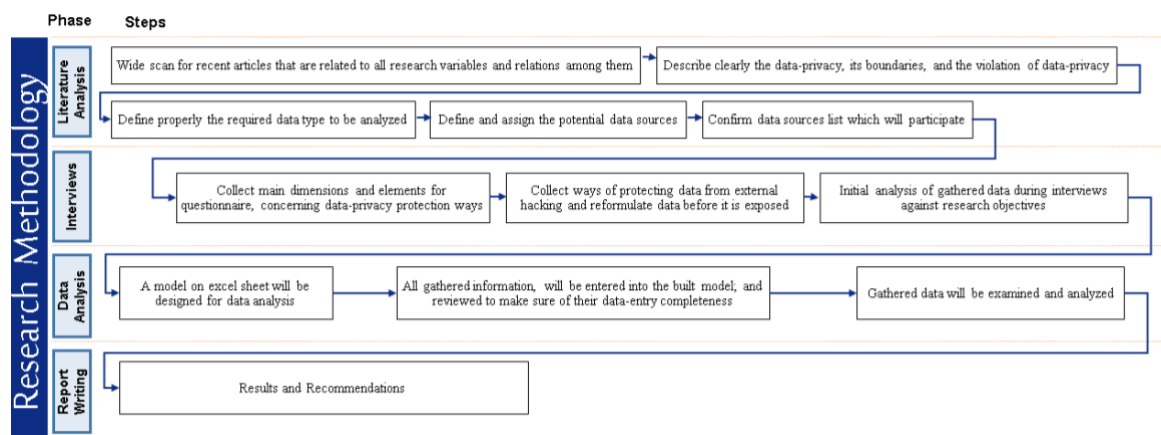 Phase Steps
Research Methodology
Literature
Analysis
Wide scan for recent articles that are related to all research variables and relations among them
Describe clearly the data-privacy, its boundaries, and the violation of data-privacy
Define properly the required data type to be analyzed
Define and assign the potential data sources
Confirm data sources list which will participate
Interviews
Collect main dimensions and elements for
questionnaire, concerning data-privacy protection ways
Collect ways of protecting data from external
hacking and reformulate data before it is exposed
Initial analysis of gathered data during interviews
against research objectives
Data
Analysis
A model on excel sheet will be
designed for data analysis
All gathered information, will be entered into the built model; and
reviewed to make sure of their data-entry completeness
Gathered data will be examined and analyzed
Report
Writing
Results and Recommendations